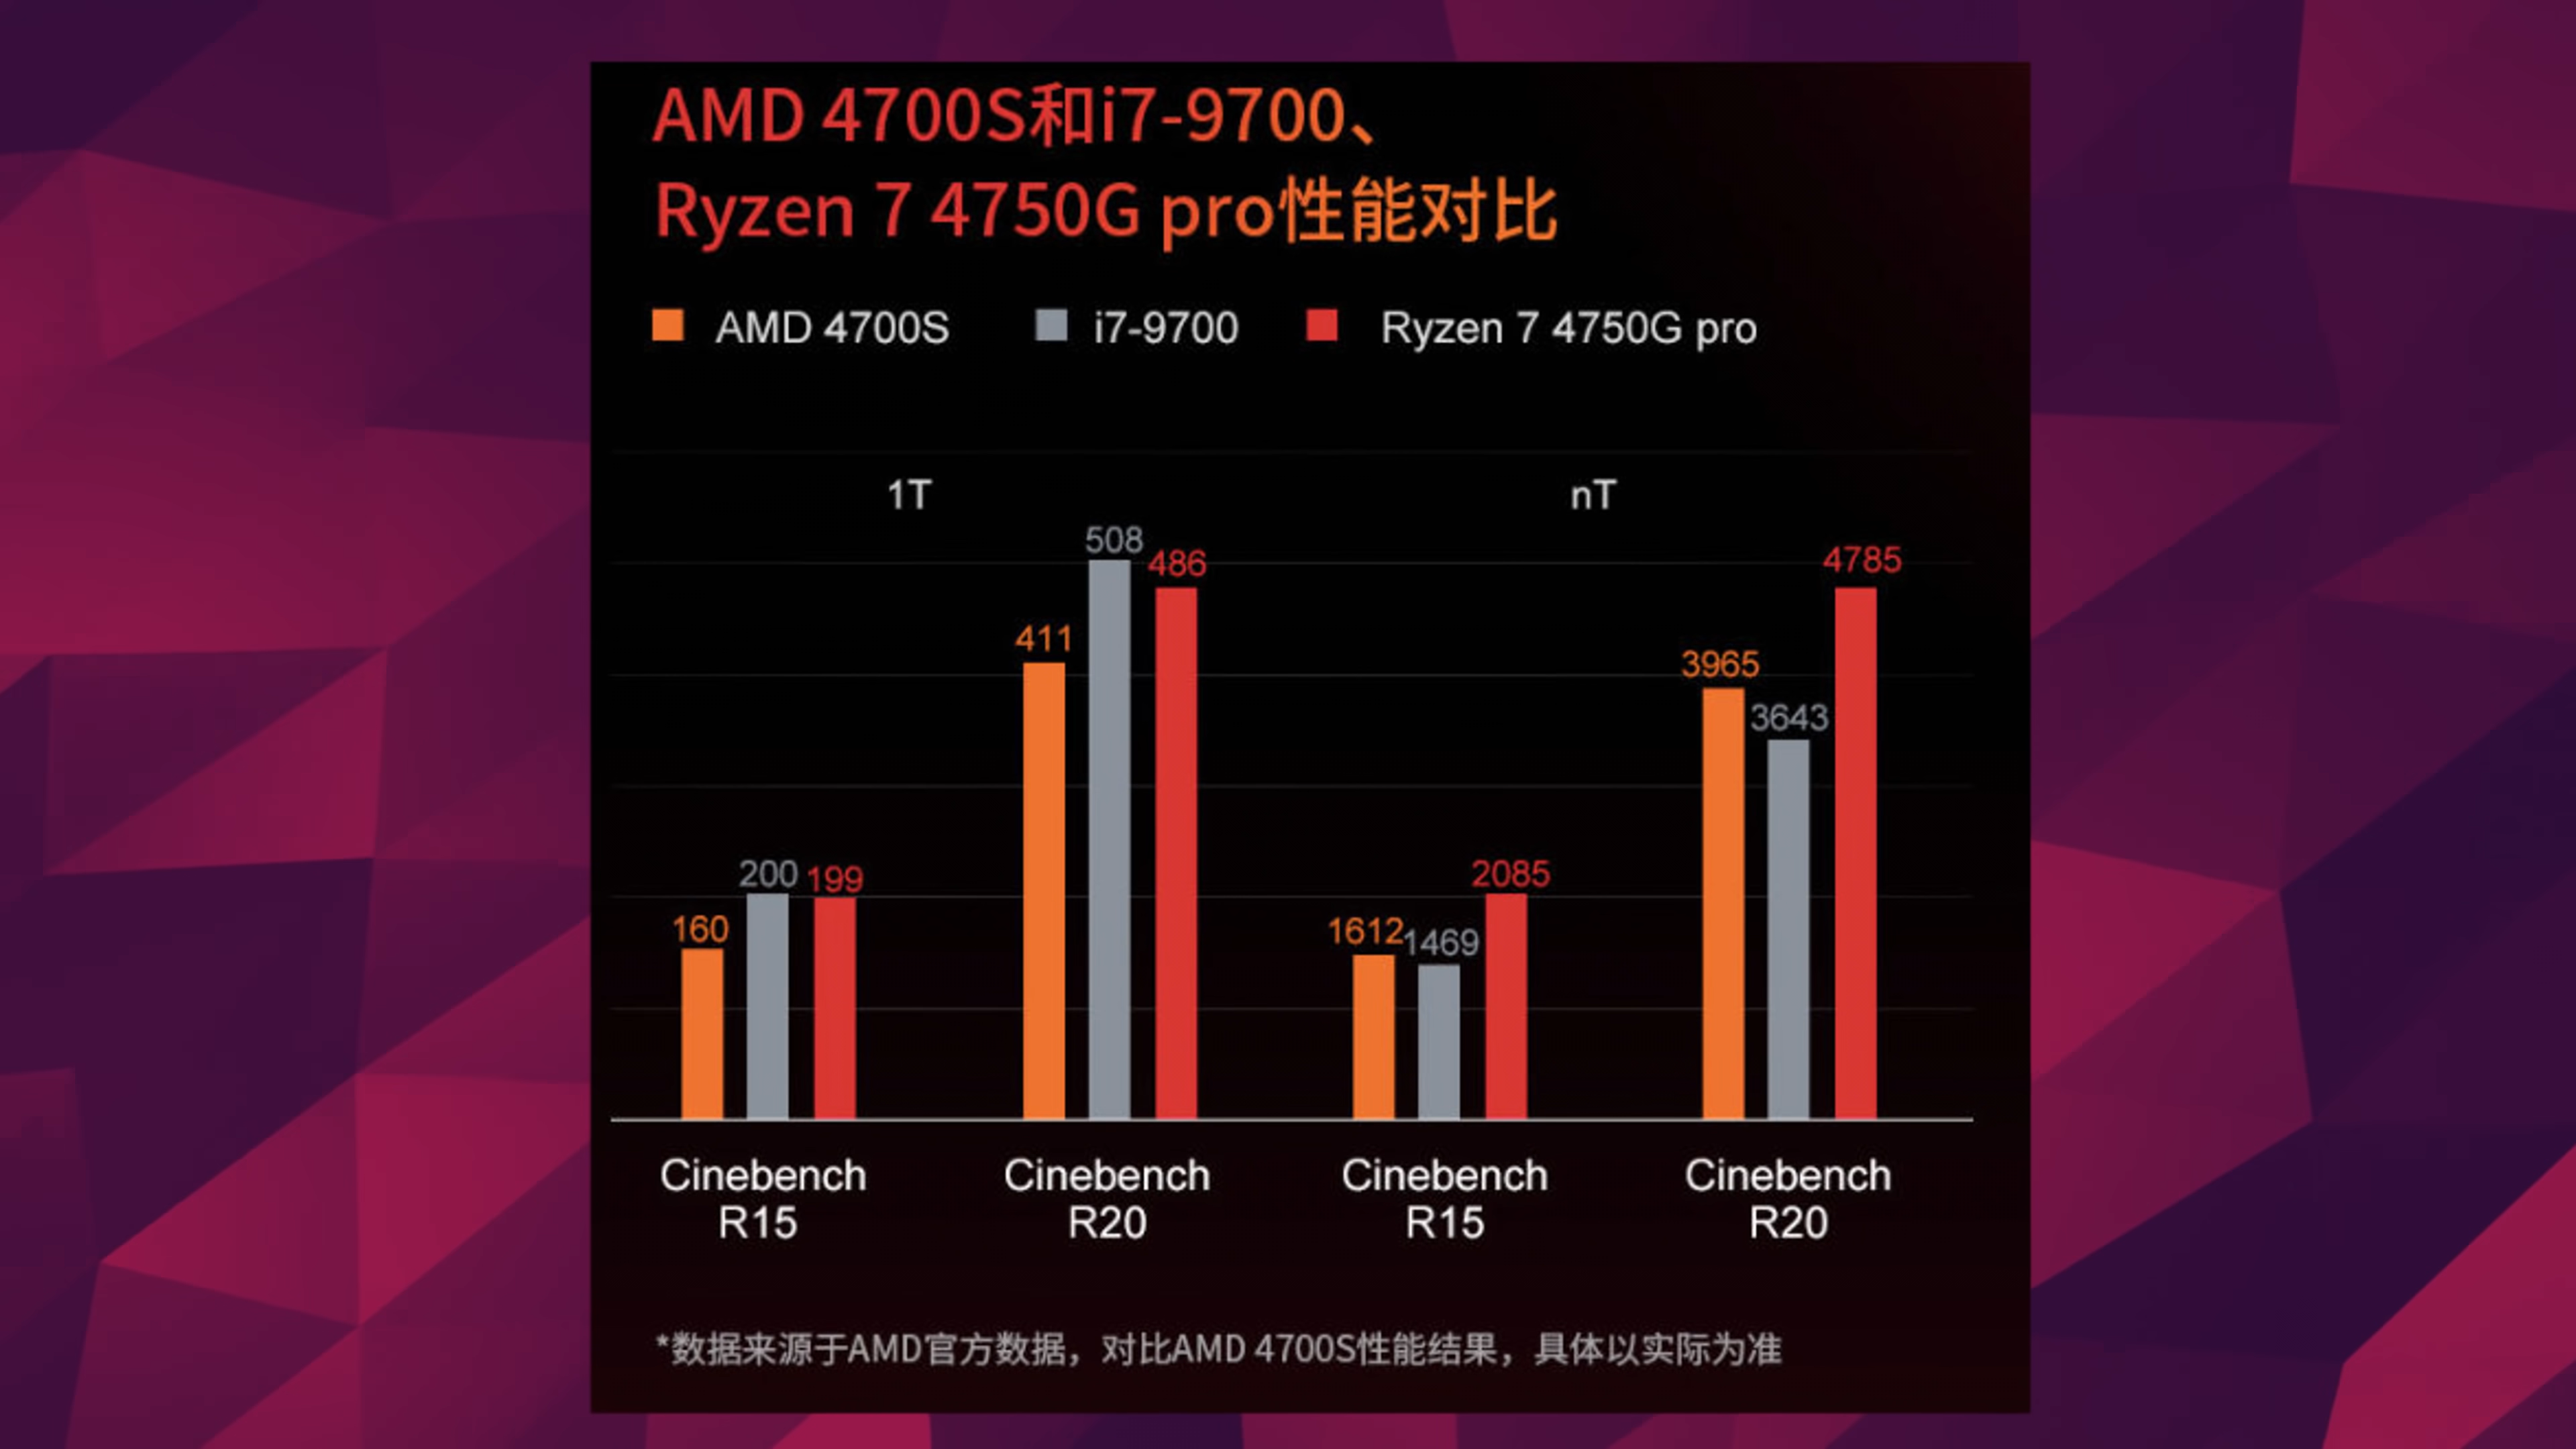 AMD 4700S和i7-9700、
Ryzen 7 4750G pro性能对比
AMD 4700S
i7-9700
Ryzen 7 4750G pro
1T
nT
160
200
199
411
508
486
1612
1469
2085
3965
3643
4785
Cinebench
R15
Cinebench
R20
Cinebench
R15
Cinebench
R20
*数据来源于AMD官方数据，对比AMD 4700S性能结果，具体以实际为准